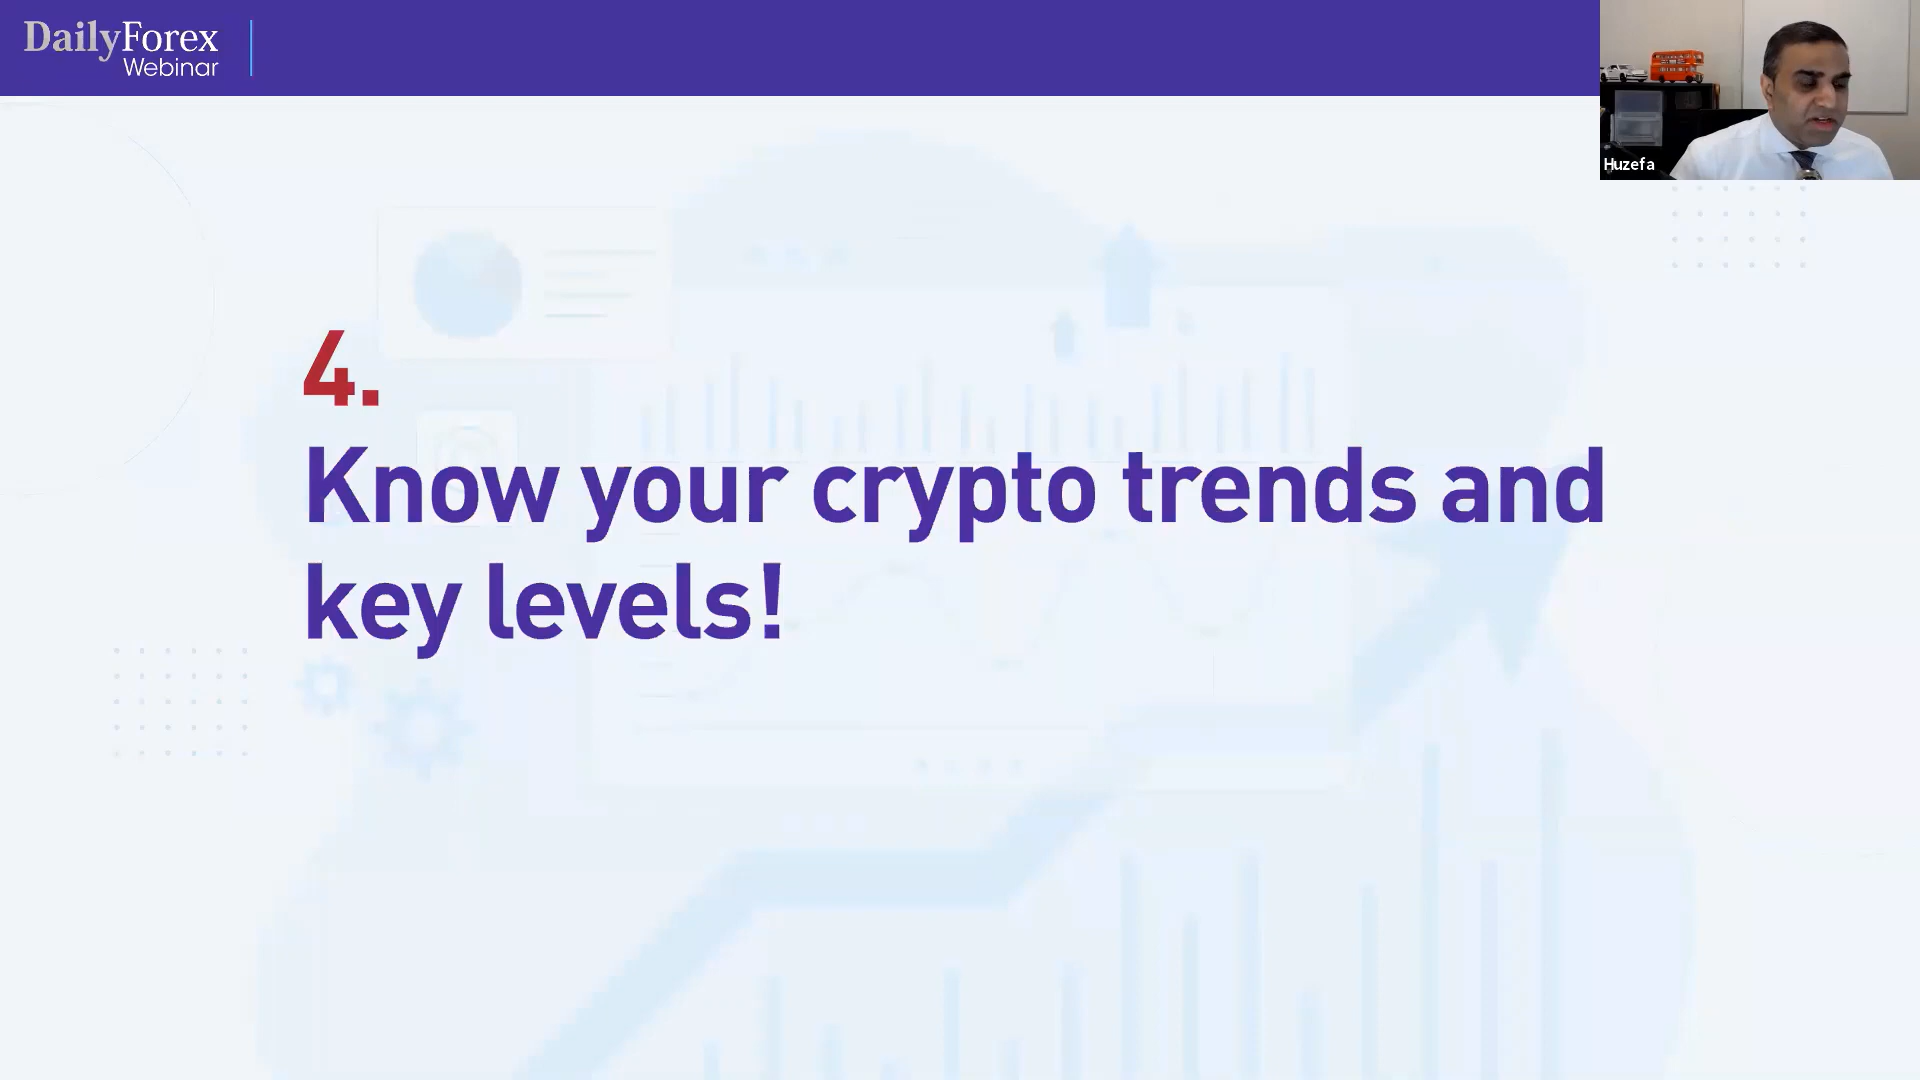 DailyForex
Webinar
Huzefa
4.
Know your crypto trends and
key levels!